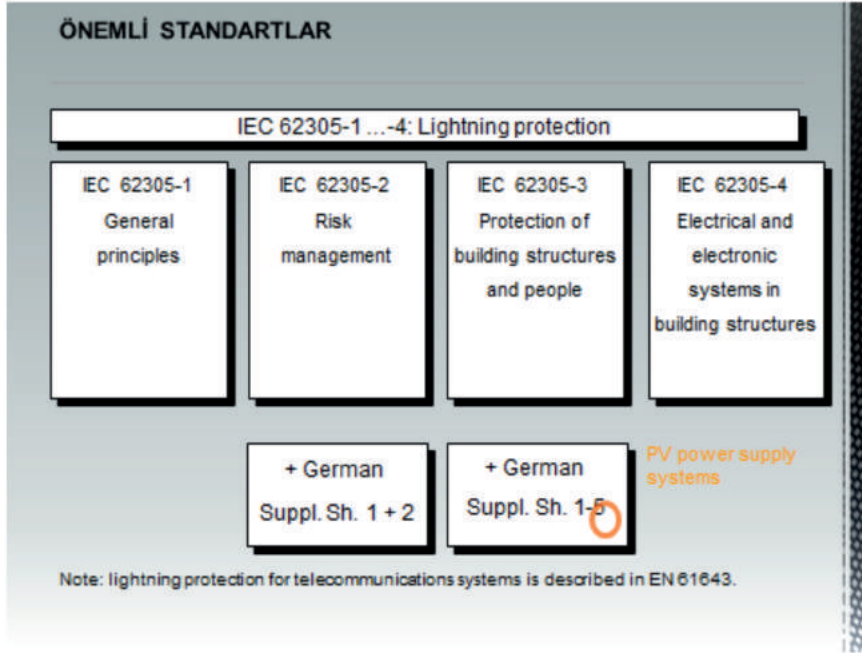 ÖNEMLİ STANDARTLAR
IEC 62305-1 ...-4: Lightning protection
IEC 62305-1
General
principles
IEC 62305-2
Risk
management
IEC 62305-3
Protection of
building structures
and people
IEC 62305-4
Electrical and
electronic
systems in
building structures
+ German
Suppl. Sh. 1 + 2
+ German
Suppl. Sh. 1-5
PV power supply
systems
Note: lightning protection for telecommunications systems is described in EN 61643.